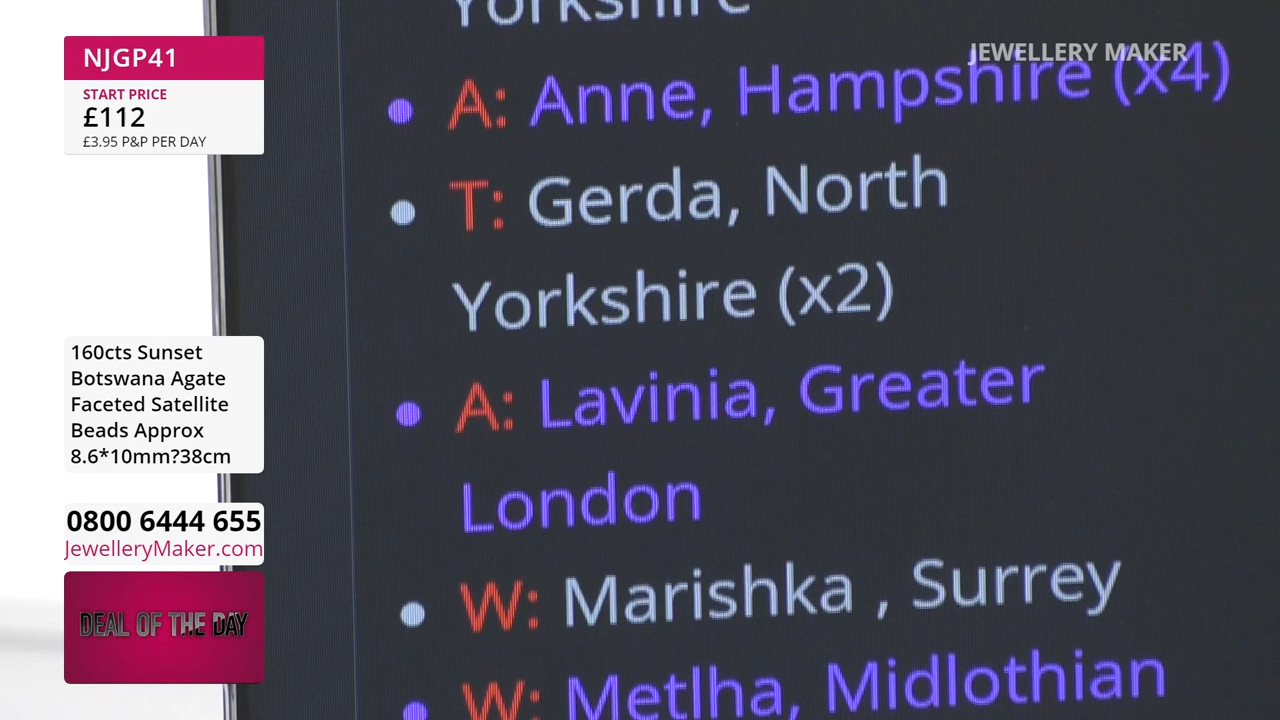 NJGP41
START PRICE
£112
£3.95 P&P PER DAY
160cts Sunset
Botswana Agate
Faceted Satellite
Beads Approx
8.6*10mm?38cm
0800 6444 655
JewelleryMaker.com
DEAL OF THE DAY
JEWELLERY MAKER
Yorkshire
• A: Anne, Hampshire (x4)
• T: Gerda, North
Yorkshire (x2)
• A: Lavinia, Greater
London
• W: Marishka , Surrey
• W: Metlha, Midlothian